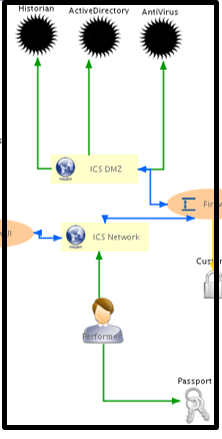 Historian
ActiveDirectory
AntiVirus
ICS DMZ
ICS Network
Performer
Passport